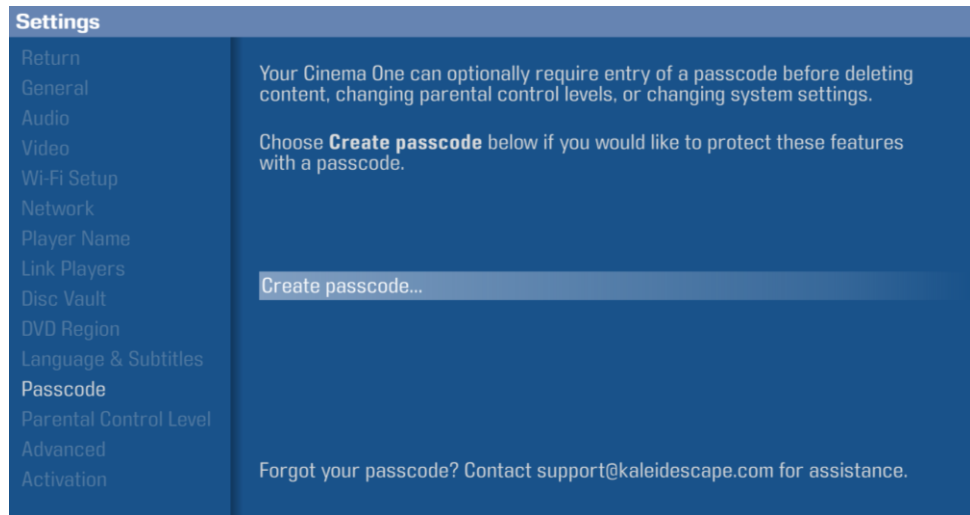 Settings
Return
General
Audio
Video
Wi-Fi Setup
Network
Player Name
Link Players
Disc Vault
DVD Region
Language & Subtitles
Passcode
Parental Control Level
Advanced
Activation
Your Cinema One can optionally require entry of a passcode before deleting
content, changing parental control levels, or changing system settings.
Choose Create passcode below if you would like to protect these features
with a passcode.
Create passcode...
Forgot your passcode? Contact support@kaleidescape.com for assistance.